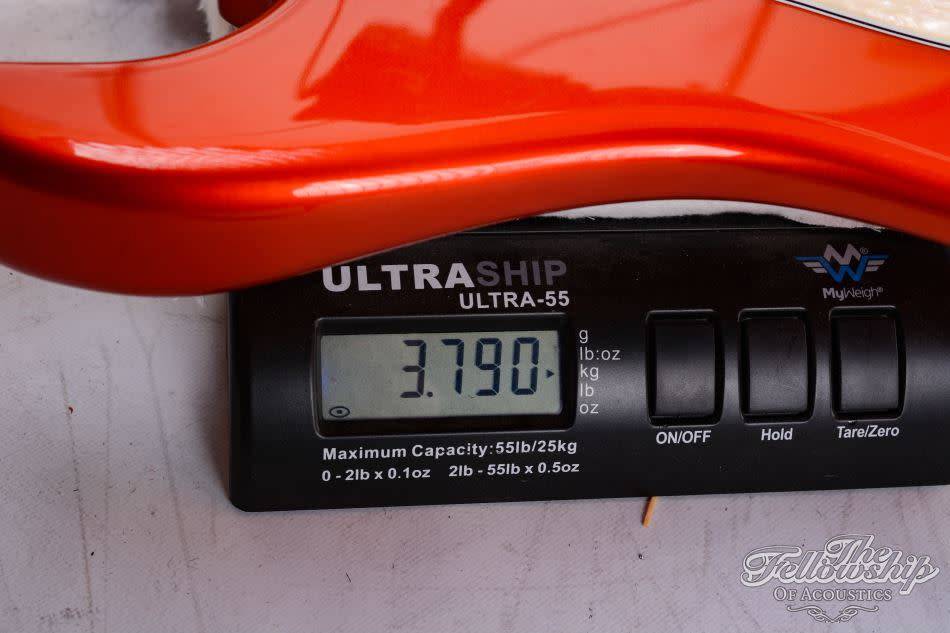 ULTRASHIP
ULTRA-55
MyWeigh®
3.790
g
lb:oz
kg
lb
oz
ON/OFF
Hold
Tare/Zero
Maximum Capacity:55lb/25kg
0 - 2lb x 0.1oz 2lb - 55lb x 0.5oz
The
Fellowship
OF ACOUSTICS